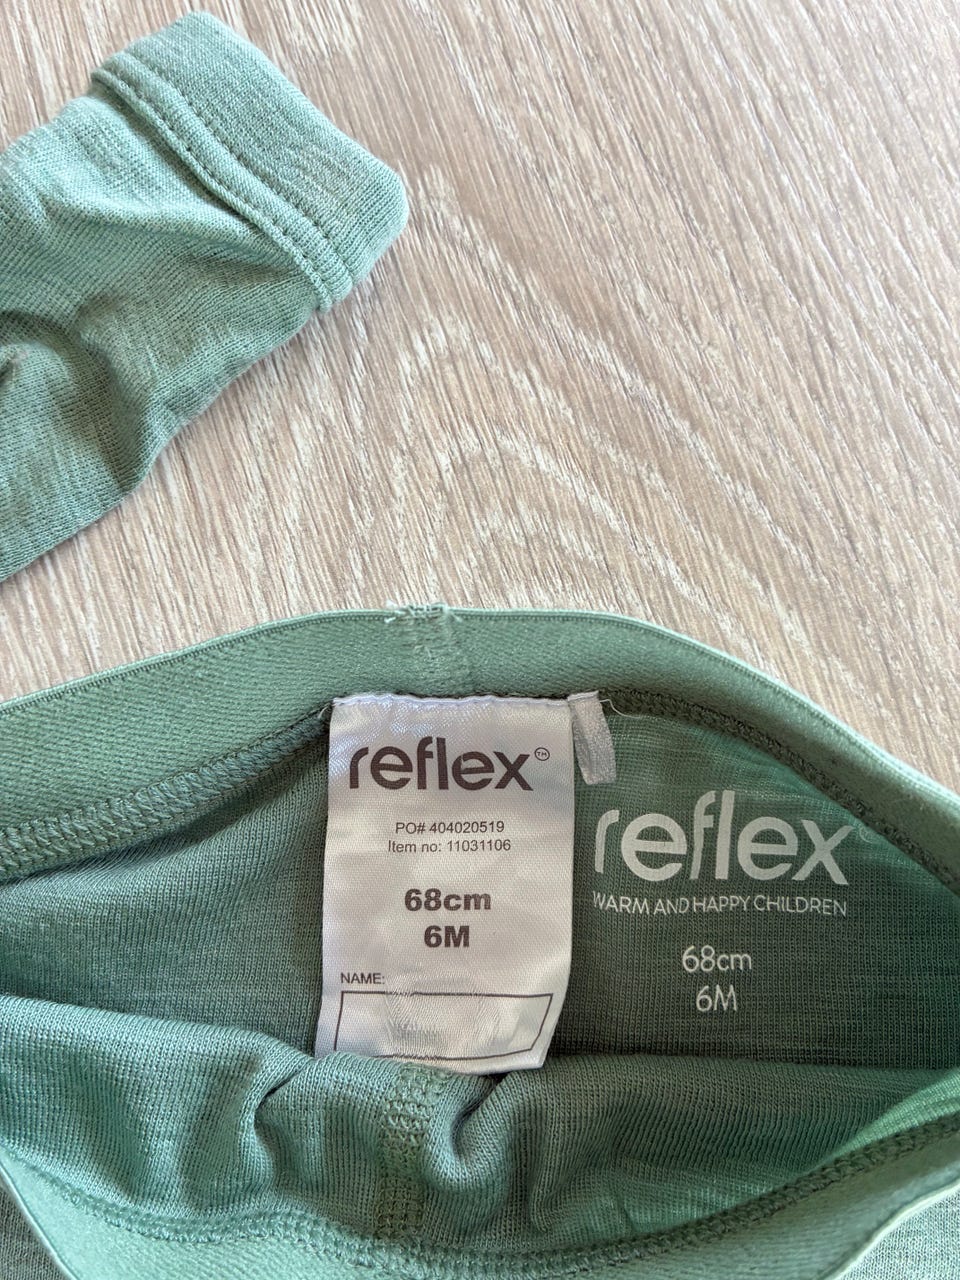 reflex™
PO# 404020519
Item no: 11031106
68cm
6M
NAME:
reflex
WARM AND HAPPY CHILDREN
68cm
6M